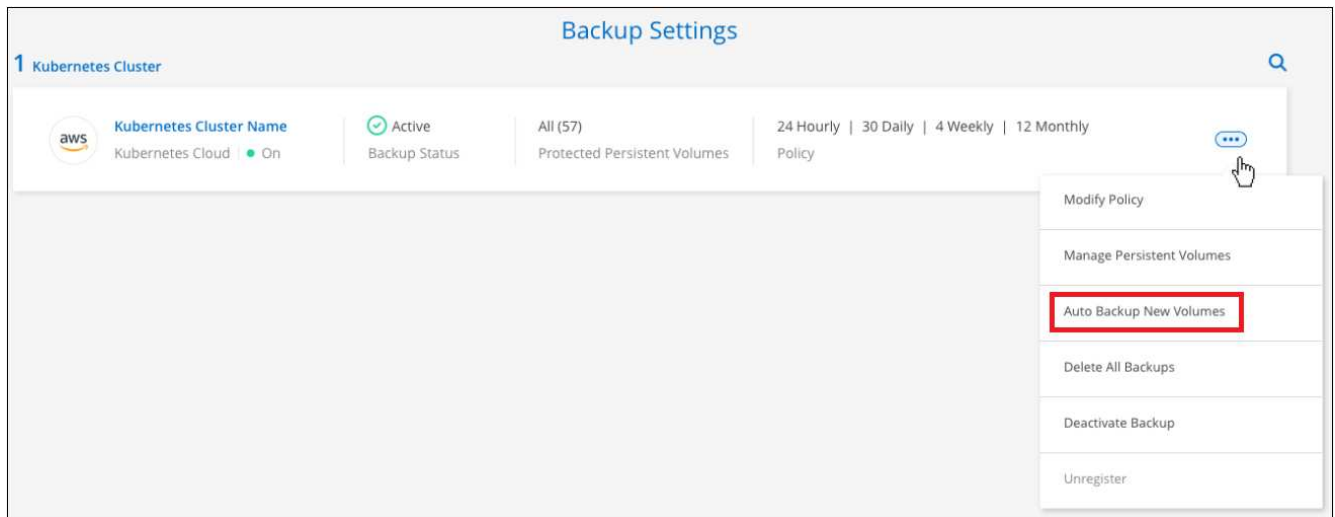 Backup Settings
1 Kubernetes Cluster
aws
Kubernetes Cluster Name
Kubernetes Cloud | On
Active
Backup Status
All (57)
Protected Persistent Volumes
24 Hourly | 30 Daily | 4 Weekly | 12 Monthly
Policy
Modify Policy
Manage Persistent Volumes
Auto Backup New Volumes
Delete All Backups
Deactivate Backup
Unregister